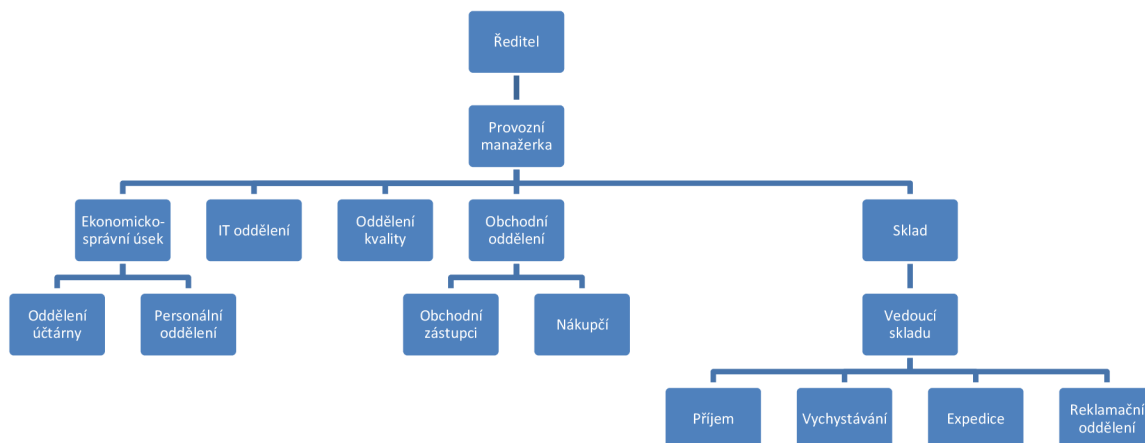 Ředitel
Provozní
manažerka
Ekonomicko-
správní úsek
IT oddělení
Oddělení
kvality
Obchodní
oddělení
Sklad
Oddělení
účtárny
Personální
oddělení
Obchodní
zástupci
Nákupčí
Vedoucí
skladu
Příjem
Vychystávání
Expedice
Reklamační
oddělení